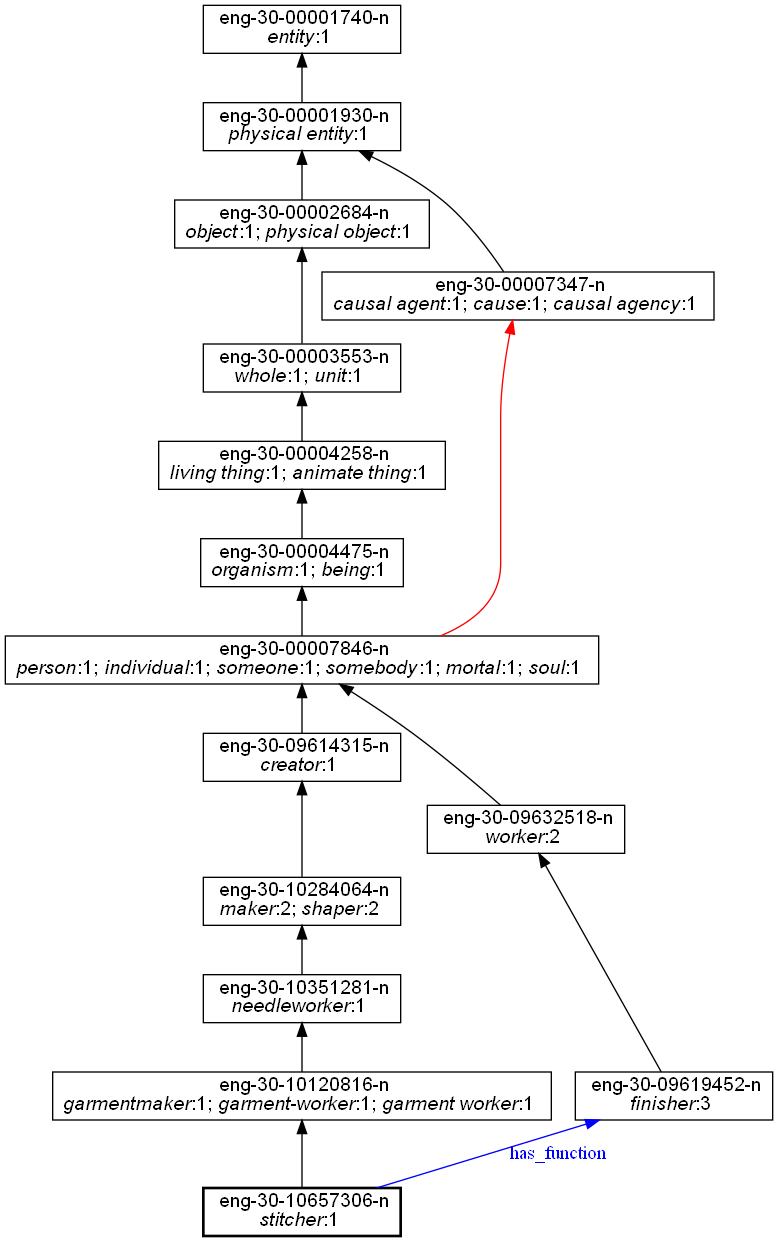 eng-30-00001740-n
entity:1
eng-30-00001930-n
physical entity:1
eng-30-00002684-n
object:1; physical object:1
eng-30-00007347-n
causal agent:1; cause:1; causal agency:1
eng-30-00003553-n
whole:1; unit:1
eng-30-00004258-n
living thing:1; animate thing:1
eng-30-00004475-n
organism:1; being:1
eng-30-00007846-n
person:1; individual:1; someone:1; somebody:1; mortal:1; soul:1
eng-30-09614315-n
creator:1
eng-30-09632518-n
worker:2
eng-30-10284064-n
maker:2; shaper:2
eng-30-10351281-n
needleworker:1
eng-30-10120816-n
garmentmaker:1; garment-worker:1; garment worker:1
eng-30-09619452-n
finisher:3
has_function
eng-30-10657306-n
stitcher:1